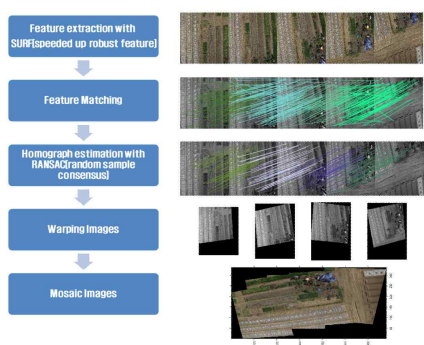 Feature extraction with
SURF(speeded up robust feature)
Feature Matching
Homograph estimation with
RANSAC(random sample
consensus)
Warping Images
Mosaic Images